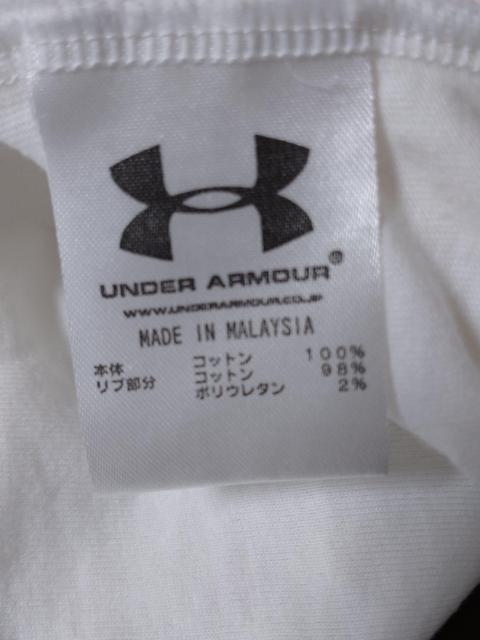 UNDER ARMOUR®
WWW.UNDERARMOUR.CO.JP
MADE IN MALAYSIA
本体 コットン 100%
リブ部分 コットン 98%
ポリウレタン 2%